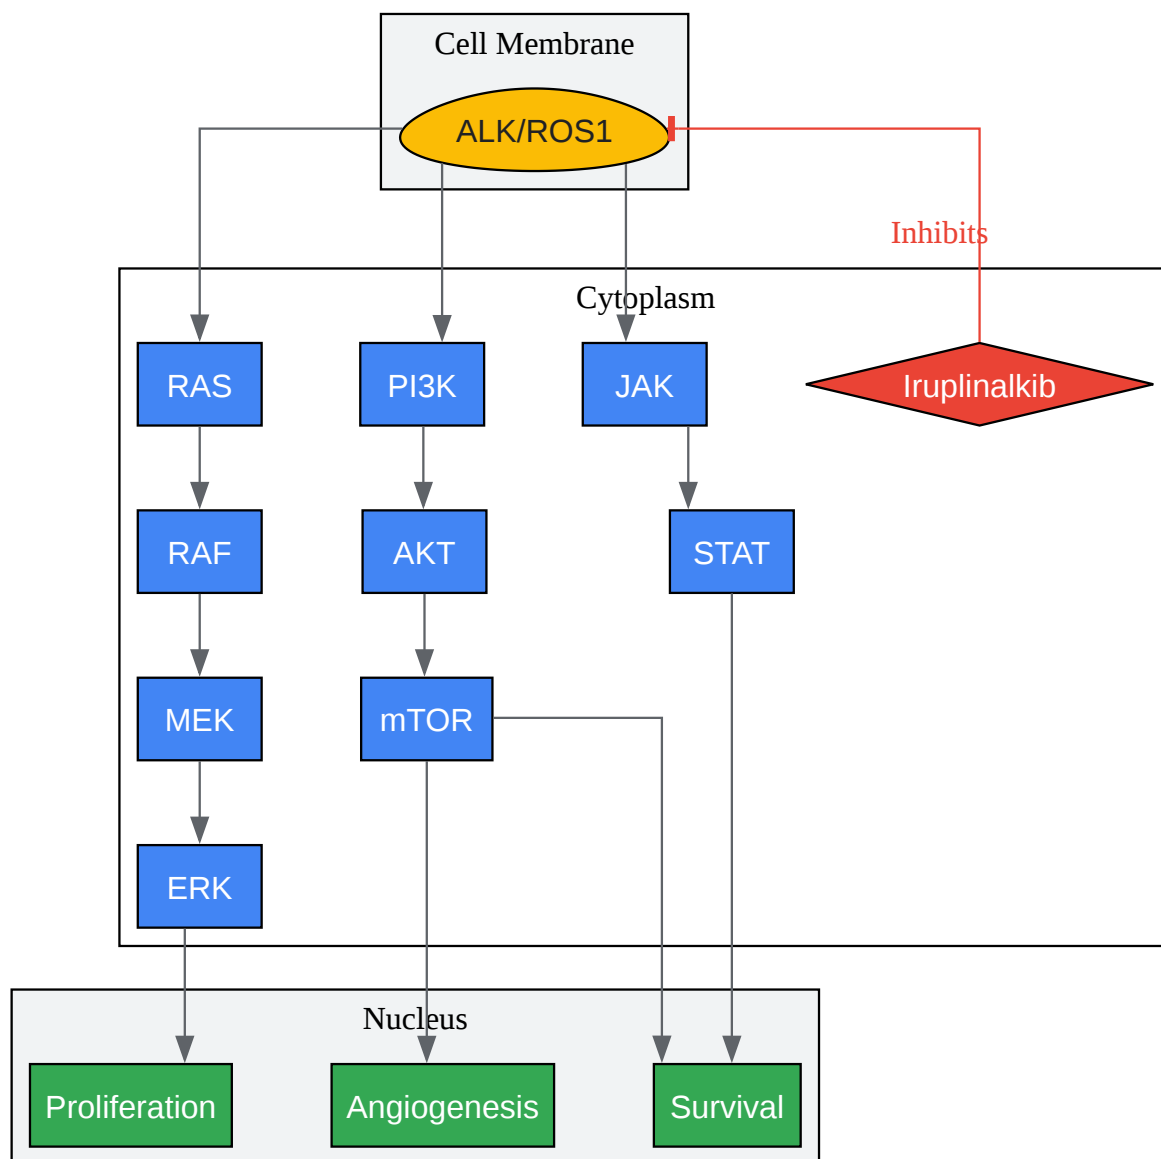 Cell Membrane
ALK/ROS1
Inhibits
Cytoplasm
RAS
PI3K
JAK
Iruplinalkib
RAF
AKT
STAT
MEK
mTOR
ERK
Nucleus
Proliferation
Angiogenesis
Survival